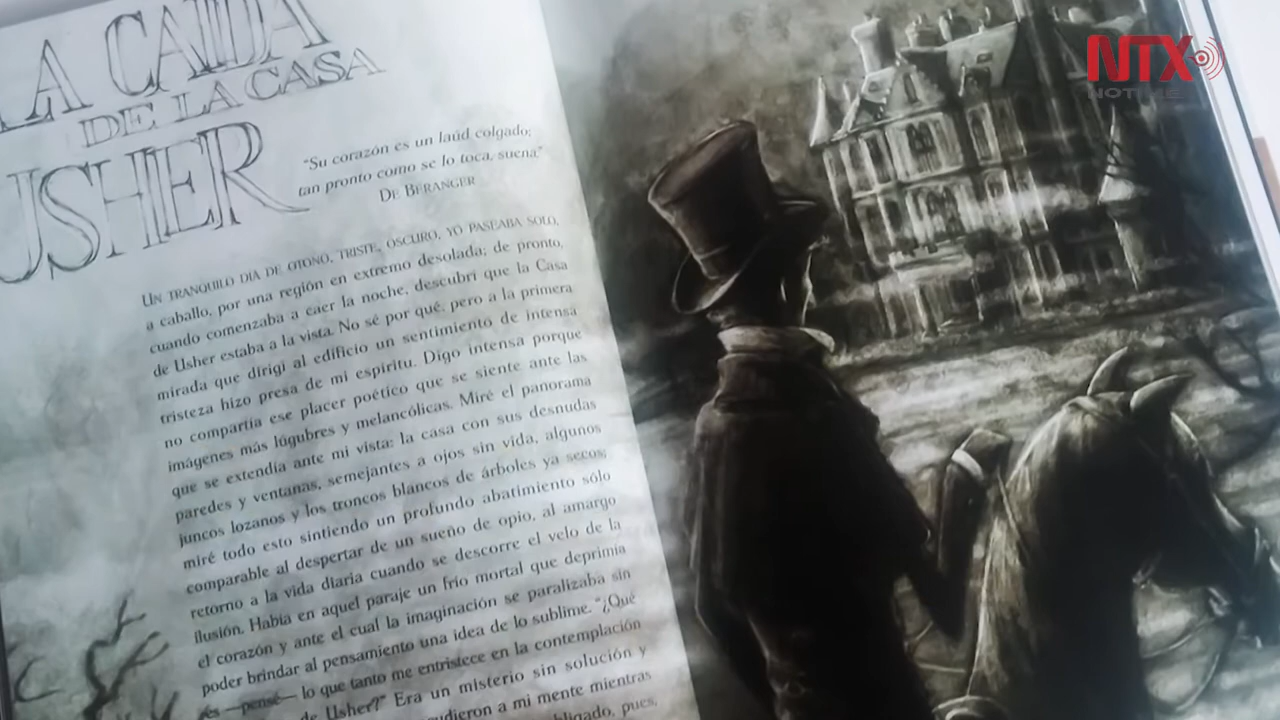 LA CAIDA
DE LA CASA
USHER
"Su corazón es un laúd colgado;
tan pronto como se lo toca, suena"
DE BÉRANGER
UN TRANQUILO DIA DE OTOÑO, TRISTE, OSCURO, YO PASEABA SOLO,
a caballo, por una región en extremo desolada; de pronto,
cuando comenzaba a caer la noche, descubrí que la Casa
de Usher estaba a la vista. No sé por qué, pero a la primera
mirada que dirigí al edificio un sentimiento de intensa
tristeza hizo presa de mi espíritu. Digo intensa porque
no compartía ese placer poético que se siente ante las
imágenes más lúgubres y melancólicas. Miré el panorama
que se extendía ante mi vista: la casa con sus desnudas
paredes y ventanas, semejantes a ojos sin vida, algunos
juncos lozanos y los troncos blancos de árboles ya secos;
miré todo esto sintiendo un profundo abatimiento sólo
comparable al despertar de un sueño de opio, al amargo
retorno a la vida diaria cuando se descorre el velo de la
ilusión. Había en aquel paraje un frío mortal que deprimía
el corazón y ante el cual la imaginación se paralizaba sin
poder brindar al pensamiento una idea de lo sublime. "¿Qué
es —pensé— lo que tanto me entristece en la contemplación
de Usher?" Era un misterio sin solución y
a mi mente mientras
pues,
NTX